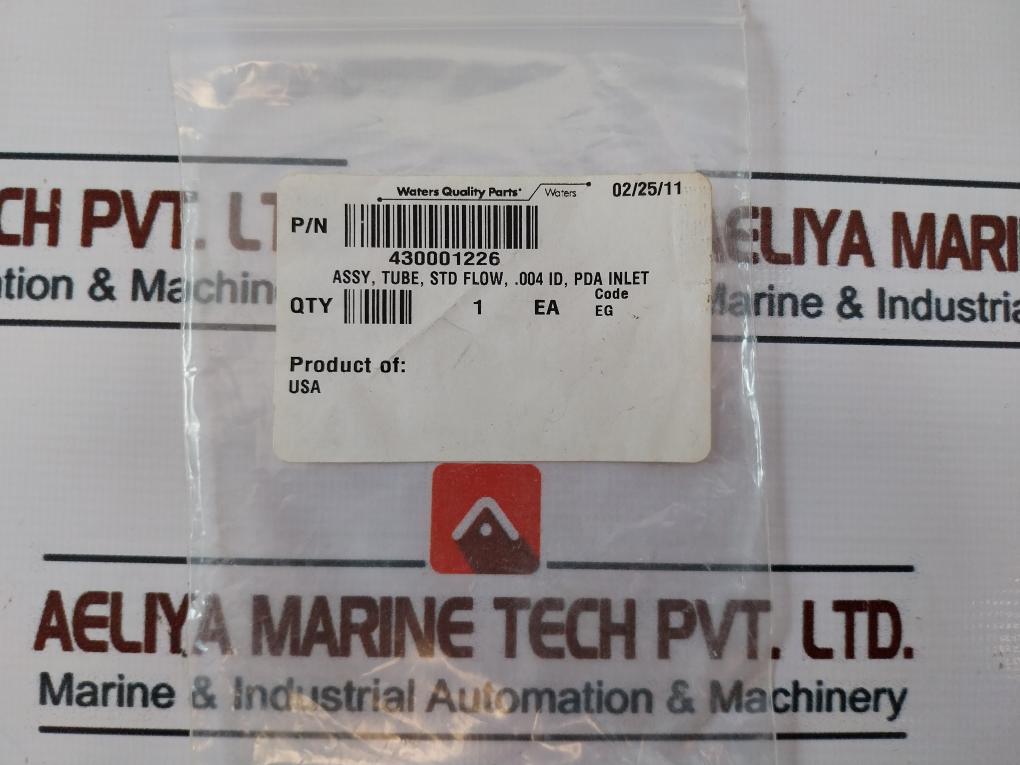 Waters Quality Parts® Waters 02/25/11
P/N
430001226
ASSY, TUBE, STD FLOW, .004 ID, PDA INLET
QTY 1 EA Code
EG
Product of:
USA
CH PVT. LT
AELIYA MARI
tion & Machin
Marine & Industria
AELIYA MARINE TECH PVT. LTD.
Marine & Industrial Automation & Machinery